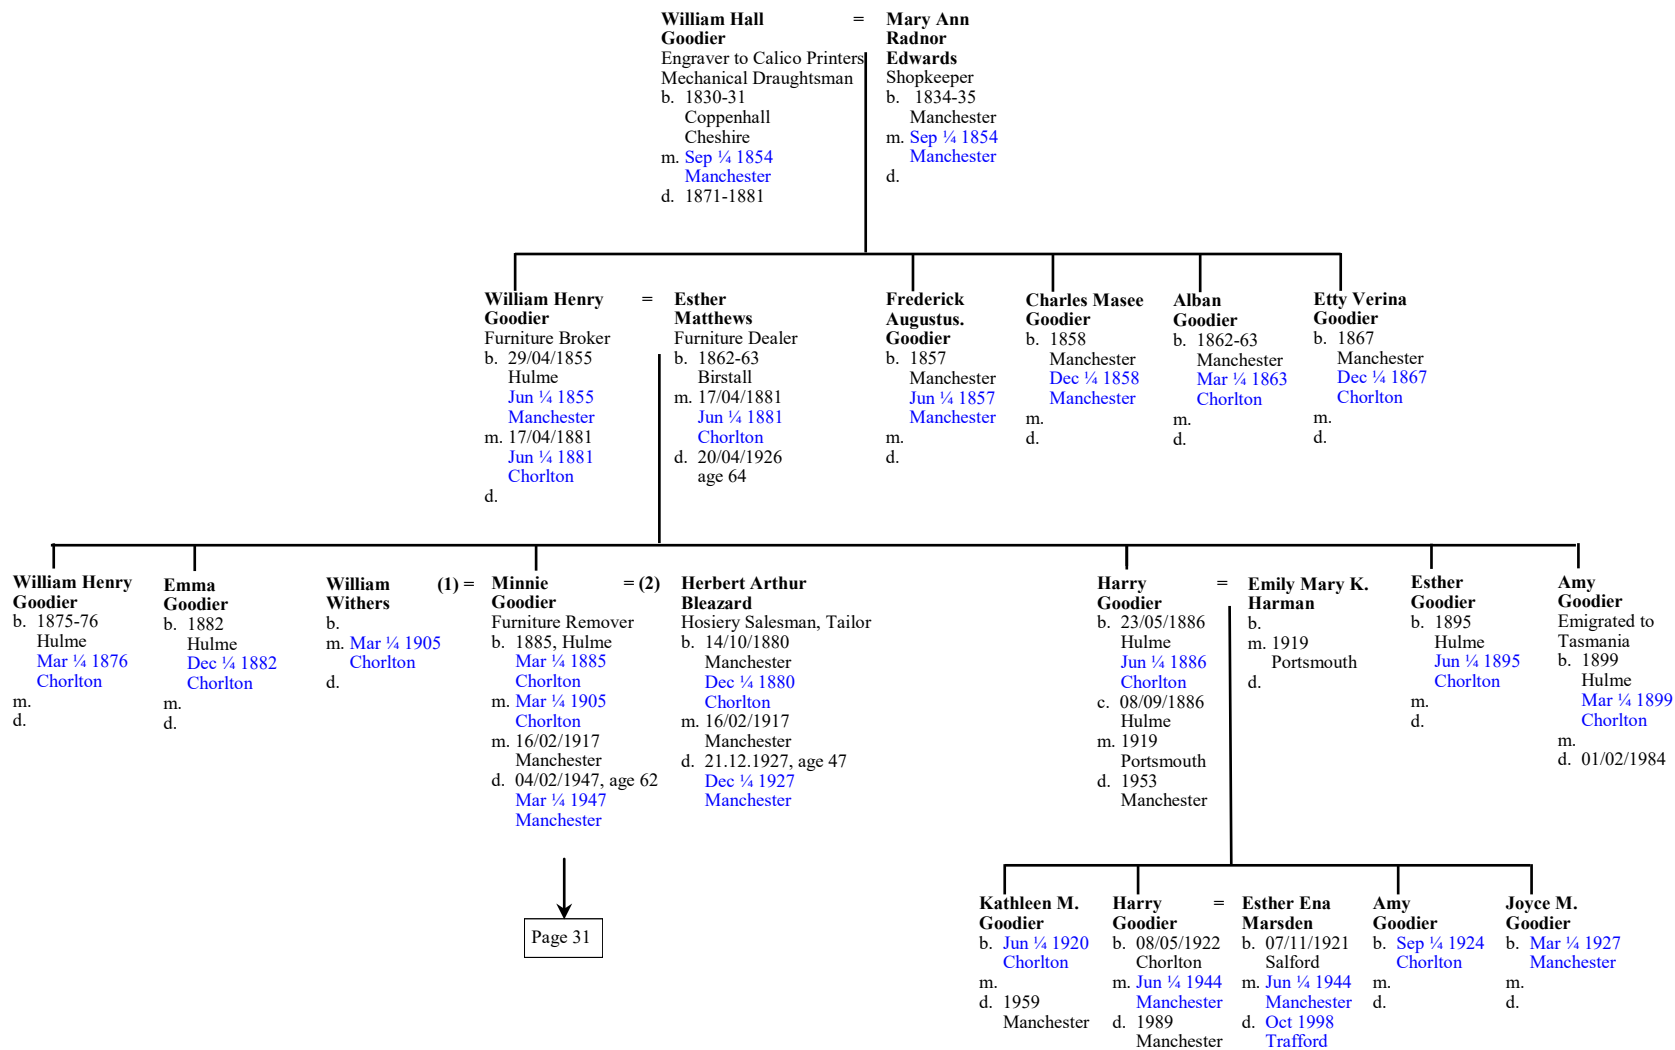 William Hall = Mary Ann
Goodier Radnor
Engraver to Calico Printers Edwards
Mechanical Draughtsman Shopkeeper
b. 1830-31 b. 1834-35
Coppenhall Manchester
Cheshire m. Sep ¼ 1854
m. Sep ¼ 1854 Manchester
Manchester d.
d. 1871-1881
William Henry =
Goodier
Furniture Broker
b. 29/04/1855
Hulme
Jun ¼ 1855
Manchester
m. 17/04/1881
Jun ¼ 1881
Chorlton
d.
Esther
Matthews
Furniture Dealer
b. 1862-63
Birstall
m. 17/04/1881
Jun ¼ 1881
Chorlton
d. 20/04/1926
age 64
Frederick
Augustus.
Goodier
b. 1857
Manchester
Jun ¼ 1857
Manchester
m.
d.
Charles Masee
Goodier
b. 1858
Manchester
Dec ¼ 1858
Manchester
m.
d.
Alban
Goodier
b. 1862-63
Manchester
Mar ¼ 1863
Chorlton
m.
d.
Etty Verina
Goodier
b. 1867
Manchester
Dec ¼ 1867
Chorlton
m.
d.
William Henry
Goodier
b. 1875-76
Hulme
Mar ¼ 1876
Chorlton
m.
d.
Emma
Goodier
b. 1882
Hulme
Dec ¼ 1882
Chorlton
m.
d.
William (1) =
Withers
b.
m. Mar ¼ 1905
Chorlton
d.
Minnie = (2)
Goodier
Furniture Remover
b. 1885, Hulme
Mar ¼ 1885
Chorlton
m. Mar ¼ 1905
Chorlton
m. 16/02/1917
Manchester
d. 04/02/1947, age 62
Mar ¼ 1947
Manchester
Herbert Arthur
Bleazard
Hosiery Salesman, Tailor
b. 14/10/1880
Manchester
Dec ¼ 1880
Chorlton
m. 16/02/1917
Manchester
d. 21.12.1927, age 47
Dec ¼ 1927
Manchester
Harry =
Goodier
b. 23/05/1886
Hulme
Jun ¼ 1886
Chorlton
c. 08/09/1886
Hulme
m. 1919
Portsmouth
d. 1953
Manchester
Emily Mary K.
Harman
b.
m. 1919
Portsmouth
d.
Esther
Goodier
b. 1895
Hulme
Jun ¼ 1895
Chorlton
m.
d.
Amy
Goodier
Emigrated to
Tasmania
b. 1899
Hulme
Mar ¼ 1899
Chorlton
m.
d. 01/02/1984
Page 31
Kathleen M.
Goodier
b. Jun ¼ 1920
Chorlton
m.
d. 1959
Manchester
Harry =
Goodier
b. 08/05/1922
Chorlton
m. Jun ¼ 1944
Manchester
d. 1989
Manchester
Esther Ena
Marsden
b. 07/11/1921
Salford
m. Jun ¼ 1944
Manchester
d. Oct 1998
Trafford
Amy
Goodier
b. Sep ¼ 1924
Chorlton
m.
d.
Joyce M.
Goodier
b. Mar ¼ 1927
Manchester
m.
d.